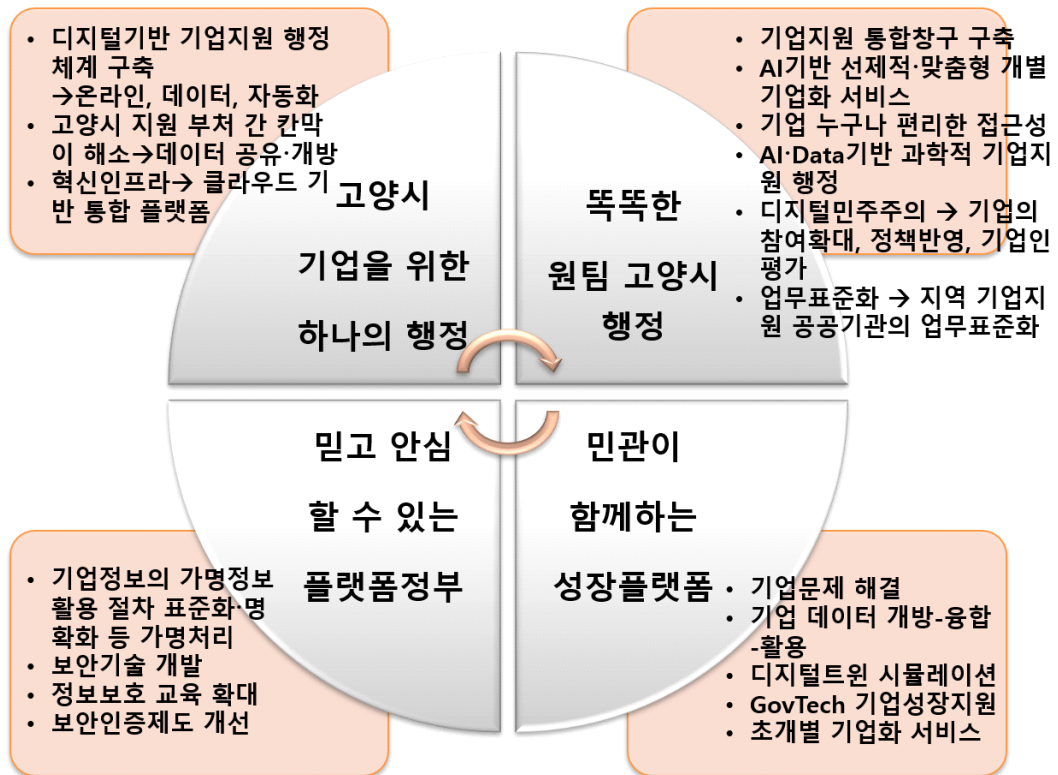 • 디지털기반 기업지원 행정
체계 구축
→온라인, 데이터, 자동화
• 고양시 지원 부처 간 칸막
이 해소→데이터 공유·개방
• 혁신인프라→ 클라우드 기
반 통합 플랫폼
고양시
기업을 위한
하나의 행정
• 기업지원 통합창구 구축
• AI기반 선제적·맞춤형 개별
기업화 서비스
• 기업 누구나 편리한 접근성
• AI·Data기반 과학적 기업지
원 행정
• 디지털민주주의 → 기업의
참여확대, 정책반영, 기업인
평가
• 업무표준화 → 지역 기업지
원 공공기관의 업무표준화
똑똑한
원팀 고양시
행정
믿고 안심
할 수 있는
플랫폼정부
• 기업정보의 가명정보
활용 절차 표준화·명
확화 등 가명처리
• 보안기술 개발
• 정보보호 교육 확대
• 보안인증제도 개선
민관이
함께하는
성장플랫폼
• 기업문제 해결
• 기업 데이터 개방-융합
-활용
• 디지털트윈 시뮬레이션
• GovTech 기업성장지원
• 초개별 기업화 서비스